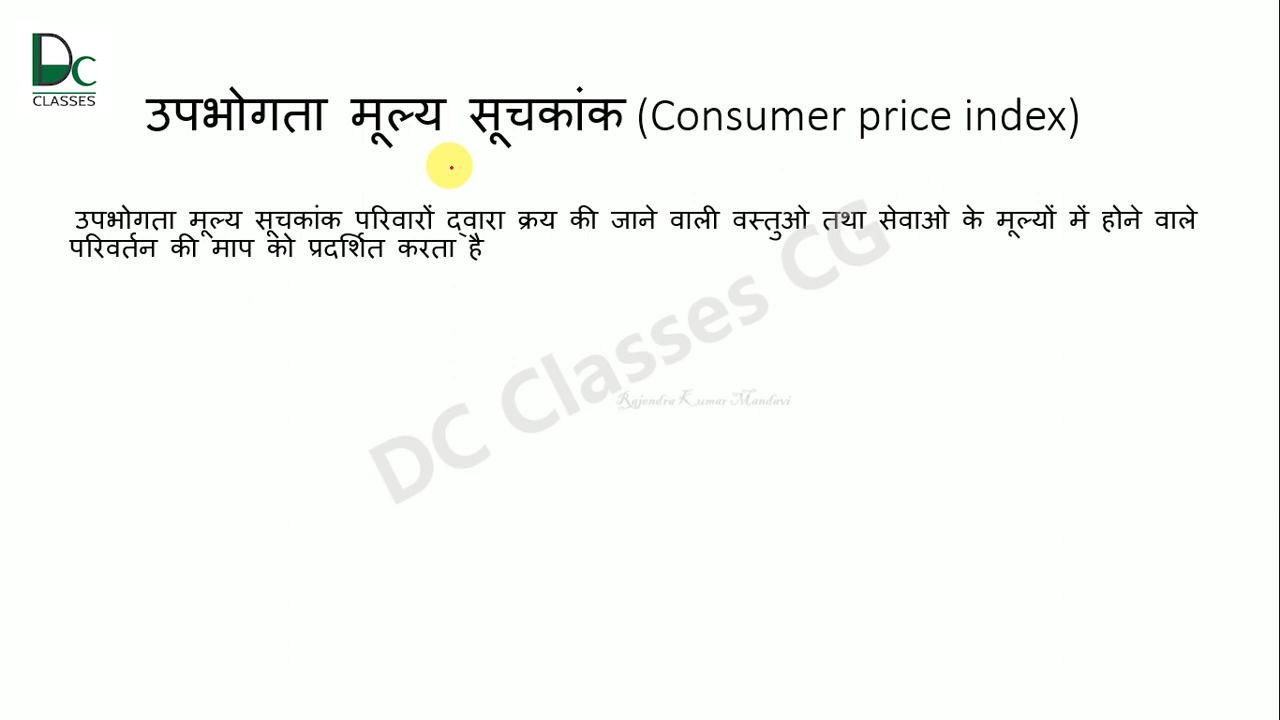 DC
CLASSES
उपभोगता मूल्य सूचकांक (Consumer price index)
उपभोगता मूल्य सूचकांक परिवारों द्वारा क्रय की जाने वाली वस्तुओ तथा सेवाओ के मूल्यों में होने वाले
परिवर्तन की माप को प्रदर्शित करता है
DC Classes CG
Rajendra Kumar Mandavi